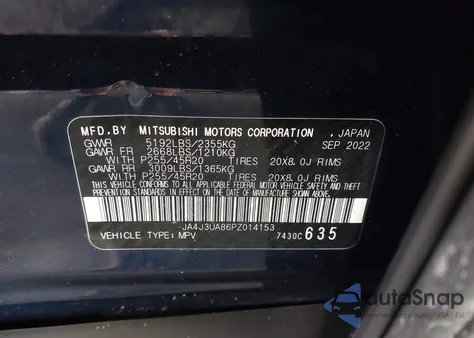 MFD.BY MITSUBISHI MOTORS CORPORATION , JAPAN
GVWR 5192LBS/2355KG SEP 2022
GAWR FR 2668LBS/1210KG
WITH P255/45R20 TIRES 20X8.0J RIMS
GAWR RR 3009LBS/1365KG
WITH P255/45R20 TIRES 20X8.0J RIMS
THIS VEHICLE CONFORMS TO ALL APPLICABLE FEDERAL
MOTOR VEHICLE SAFETY AND
THEFT PREVENTION STANDARDS IN EFFECT ON THE DATE OF
MANUFACTURE SHOWN ABOVE.
JA4J3UA86PZ014153
VEHICLE TYPE: MPV 7430C 635
autoSnap
| EU